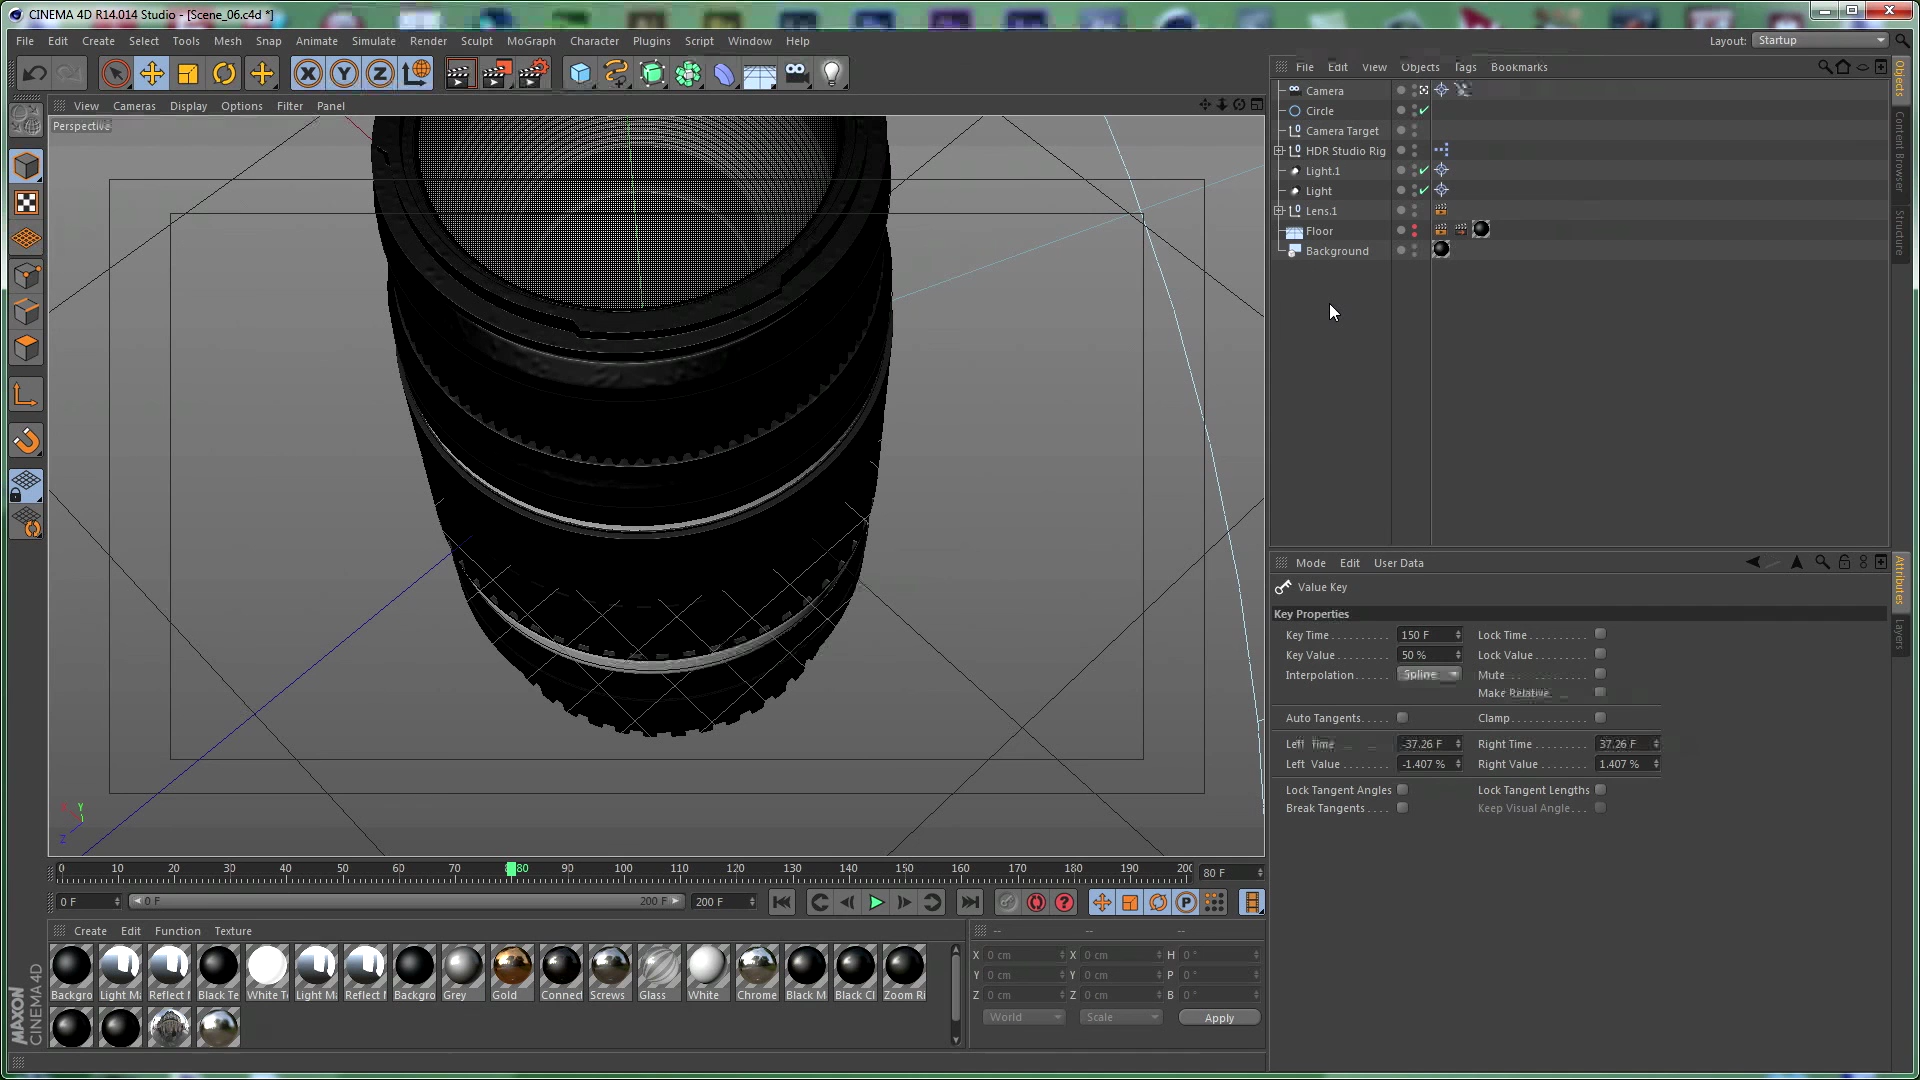 CINEMA 4D R14.014 Studio - [Scene_06.c4d *]
File Edit Create Select Tools Mesh Snap Animate Simulate Render Sculpt MoGraph Character Plugins Script Window Help
Layout: Startup
File Edit View Objects Tags Bookmarks
View Cameras Display Options Filter Panel
Perspective
Camera
Circle
Camera Target
HDR Studio Rig
Light.1
Light
Lens.1
Floor
Background
Objects
Content Browser
Structure
Mode Edit User Data
Value Key
Key Properties
Key Time 150 F Lock Time
Key Value 50 % Lock Value
Interpolation Spline Mute
Make Relative
Auto Tangents Clamp
Left Time -37.26 F Right Time 37.26 F
Left Value -1.407 % Right Value 1.407 %
Lock Tangent Angles Lock Tangent Lengths
Break Tangents Keep Visual Angle
Attributes
Layers
X Y Z
Y
Z
0 10 20 30 40 50 60 70 80 90 100 110 120 130 140 150 160 170 180 190 200 80 F
0 F 0 F 200 F 200 F
P
Create Edit Function Texture
Backgro Light M Reflect Black Te White T Light M Reflect Backgro Grey Gold Connect Screws Glass White Chrome Black M Black Cl Zoom Ri
-- -- --
X 0 cm X 0 cm H 0 °
Y 0 cm Y 0 cm P 0 °
Z 0 cm Z 0 cm B 0 °
World Scale Apply
MAXON CINEMA 4D